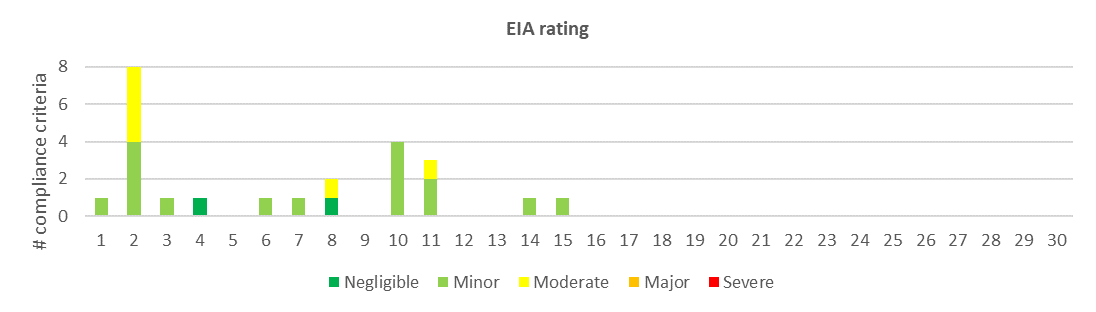 EIA rating
# compliance criteria
8
6
4
2
0
1 2 3 4 5 6 7 8 9 10 11 12 13 14 15 16 17 18 19 20 21 22 23 24 25 26 27 28 29 30
Negligible Minor Moderate Major Severe